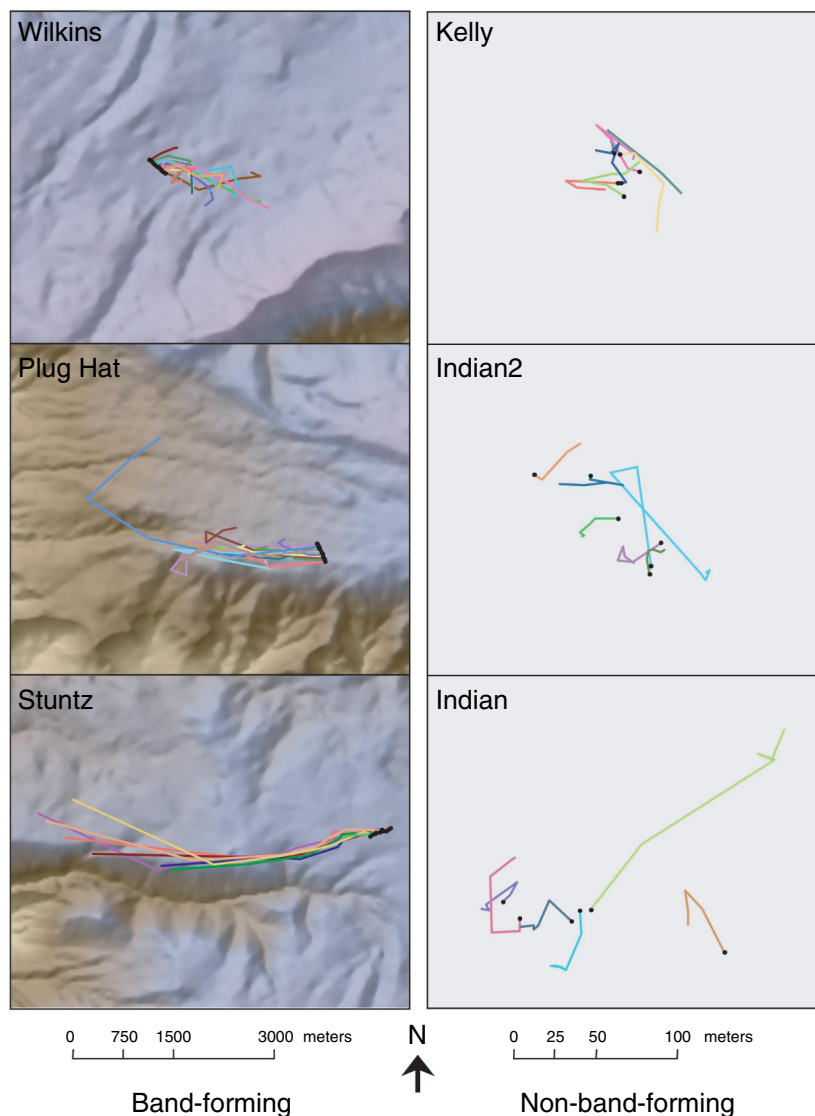 Wilkins
Kelly
Plug Hat
Indian2
Stuntz
Indian
0 750 1500 3000 meters
N
0 25 50 100 meters
Band-forming
Non-band-forming